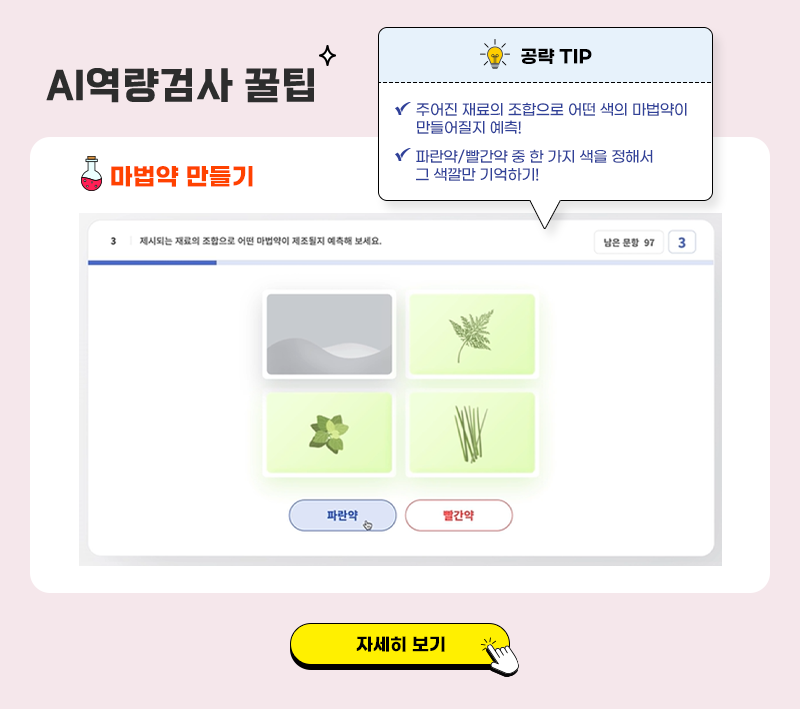 AI역량검사 꿀팁
공략 TIP
주어진 재료의 조합으로 어떤 색의 마법약이
만들어질지 예측!
파란약/빨간약 중 한 가지 색을 정해서
그 색깔만 기억하기!
마법약 만들기
3 제시되는 재료의 조합으로 어떤 마법약이 제조될지 예측해 보세요.
남은 문항 97 3
파란약 빨간약
자세히 보기